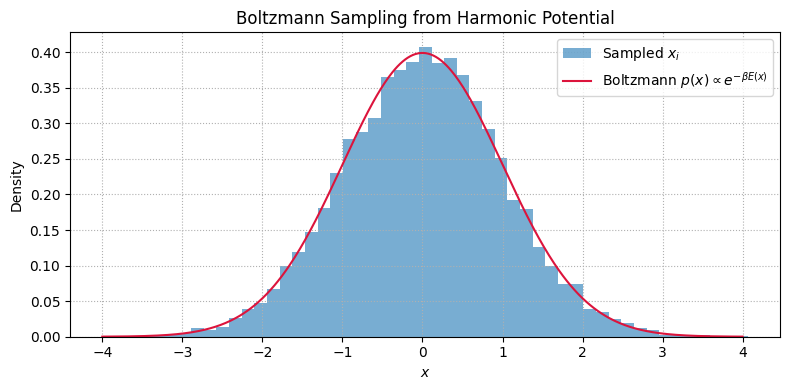 Boltzmann Sampling from Harmonic Potential
Sampled $x_i$
Boltzmann $p(x) \propto e^{-\beta E(x)}$
Density
0.40
0.35
0.30
0.25
0.20
0.15
0.10
0.05
0.00
−4 −3 −2 −1 0 1 2 3 4
x